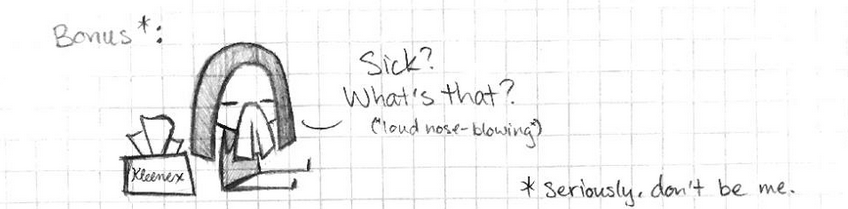 Bonus*:
Sick?
What's that?
(*loud nose-blowing*)
Kleenex
* seriously, don't be me.